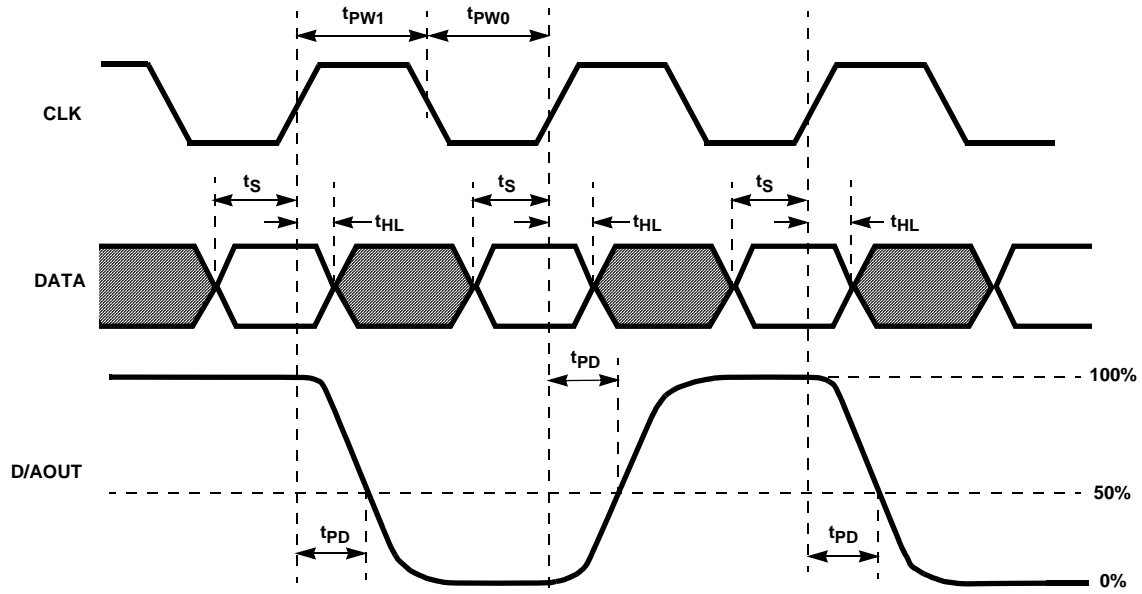 tPW1 tPW0
CLK
tS tS tS
tHL tHL tHL
DATA
tPD
100%
D/AOUT
50%
tPD tPD
0%